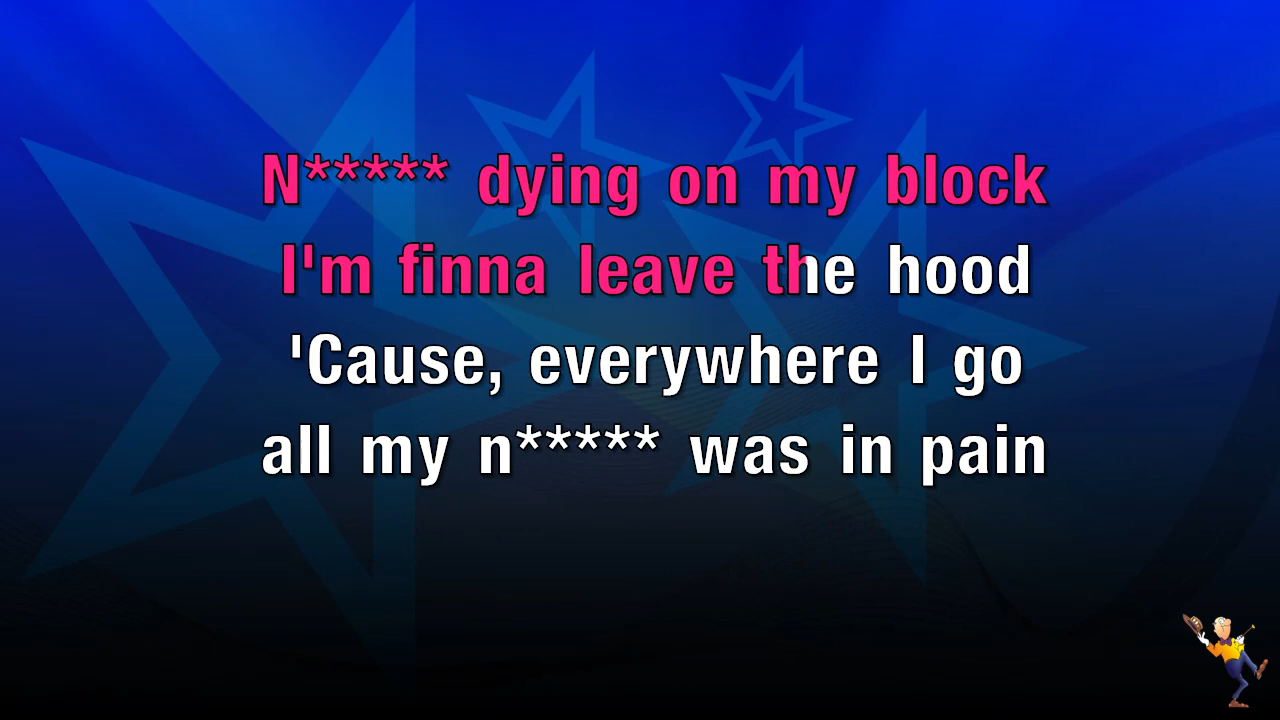 N***** dying on my block
I'm finna leave the hood
'Cause, everywhere I go
all my n***** was in pain